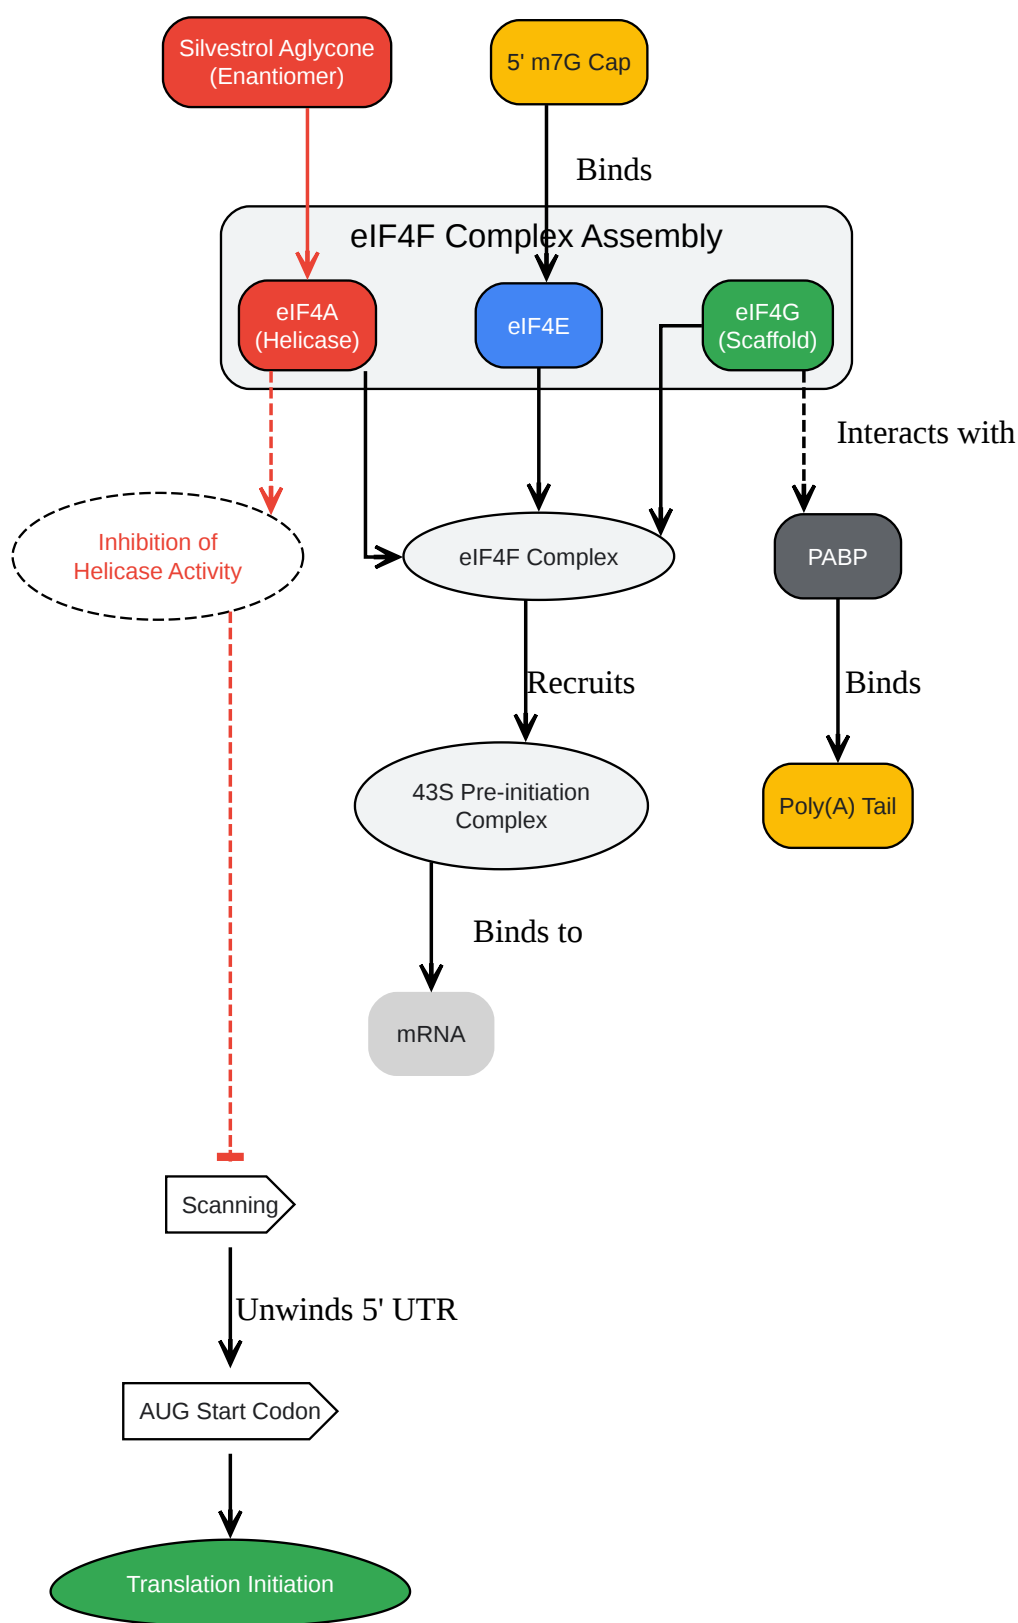 Silvestrol Aglycone
(Enantiomer)
5' m7G Cap
Binds
eIF4F Complex Assembly
eIF4A
(Helicase)
eIF4E
eIF4G
(Scaffold)
Interacts with
Inhibition of
Helicase Activity
eIF4F Complex
PABP
Recruits
Binds
43S Pre-initiation
Complex
Poly(A) Tail
Binds to
mRNA
Scanning
Unwinds 5' UTR
AUG Start Codon
Translation Initiation